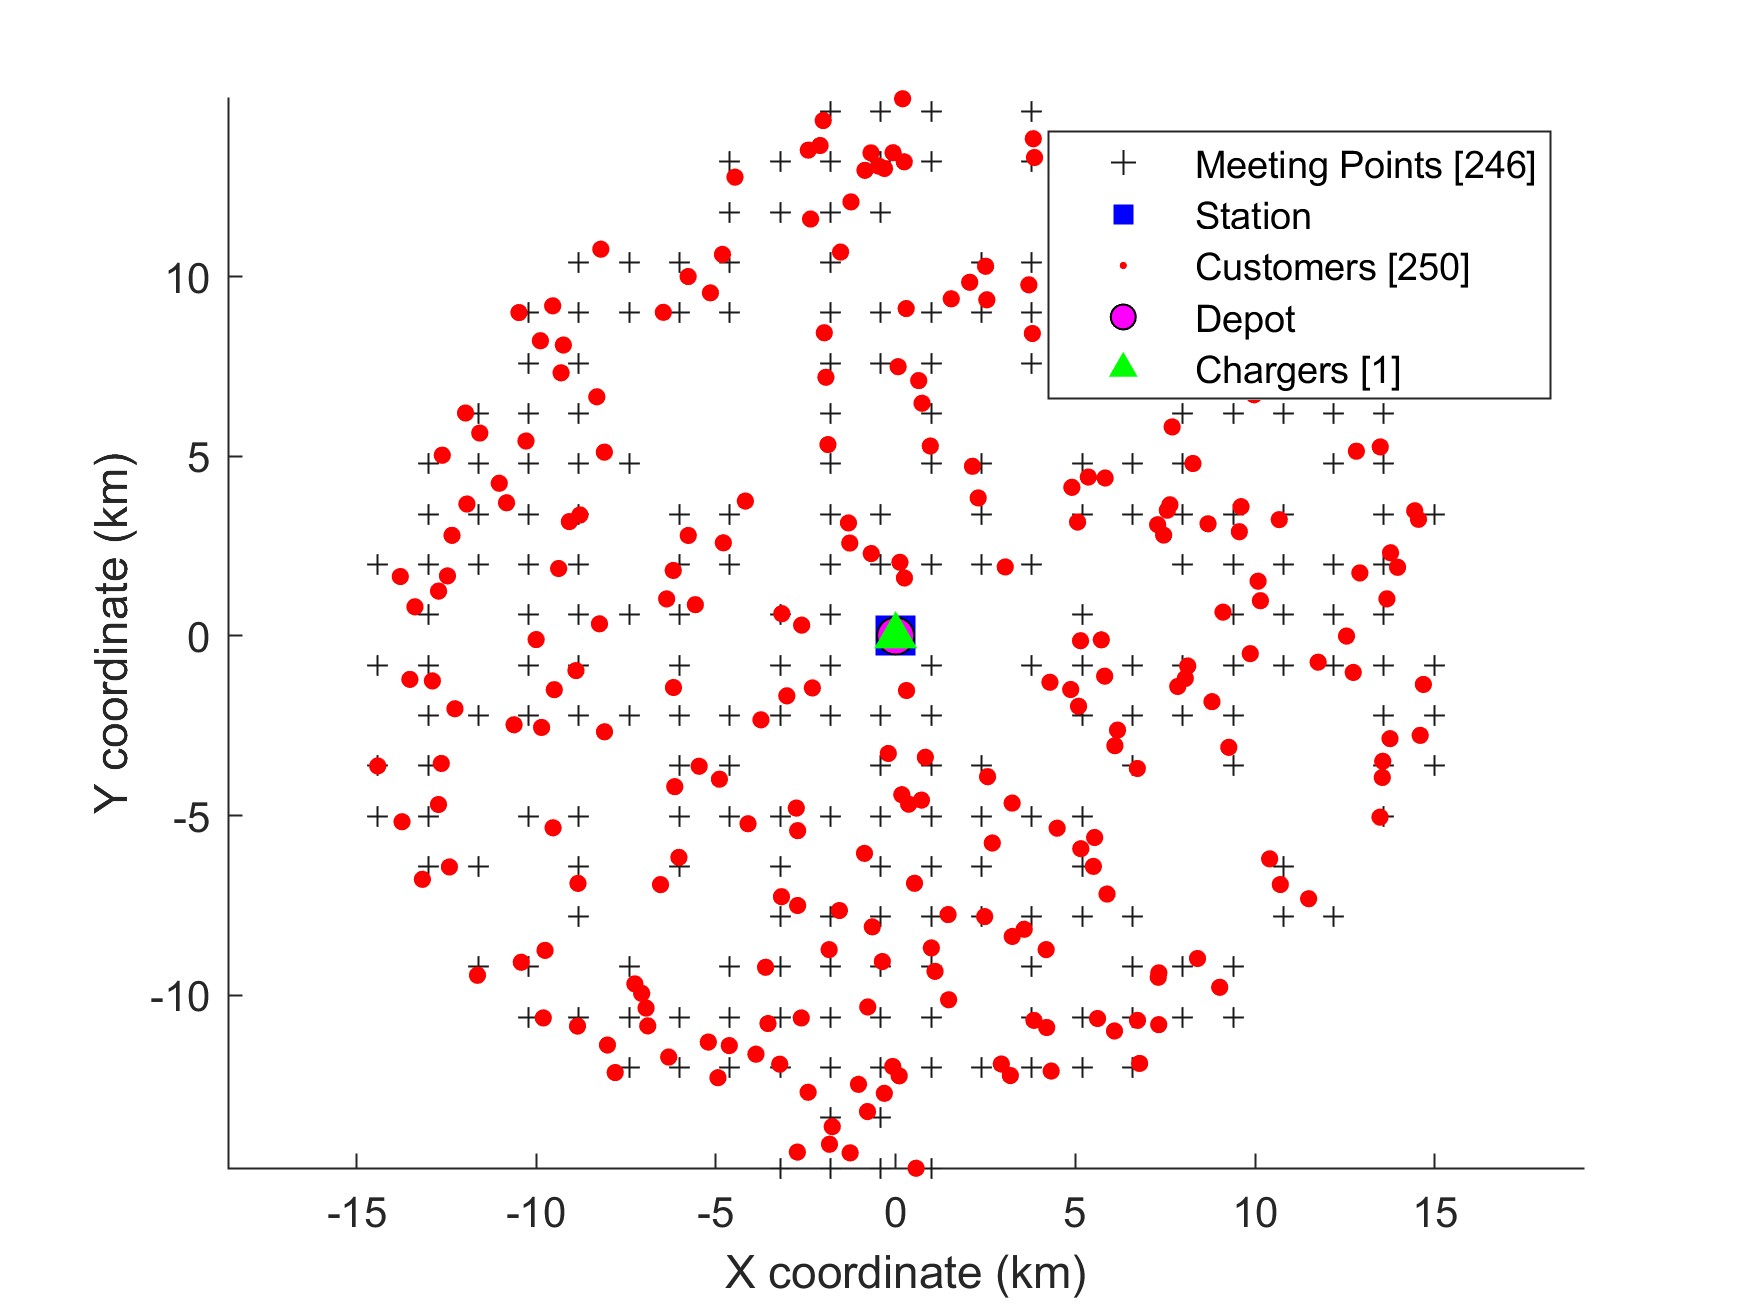 Meeting Points [246]
Station
Customers [250]
Depot
Chargers [1]
10
5
0
-5
-10
Y coordinate (km)
-15 -10 -5 0 5 10 15
X coordinate (km)